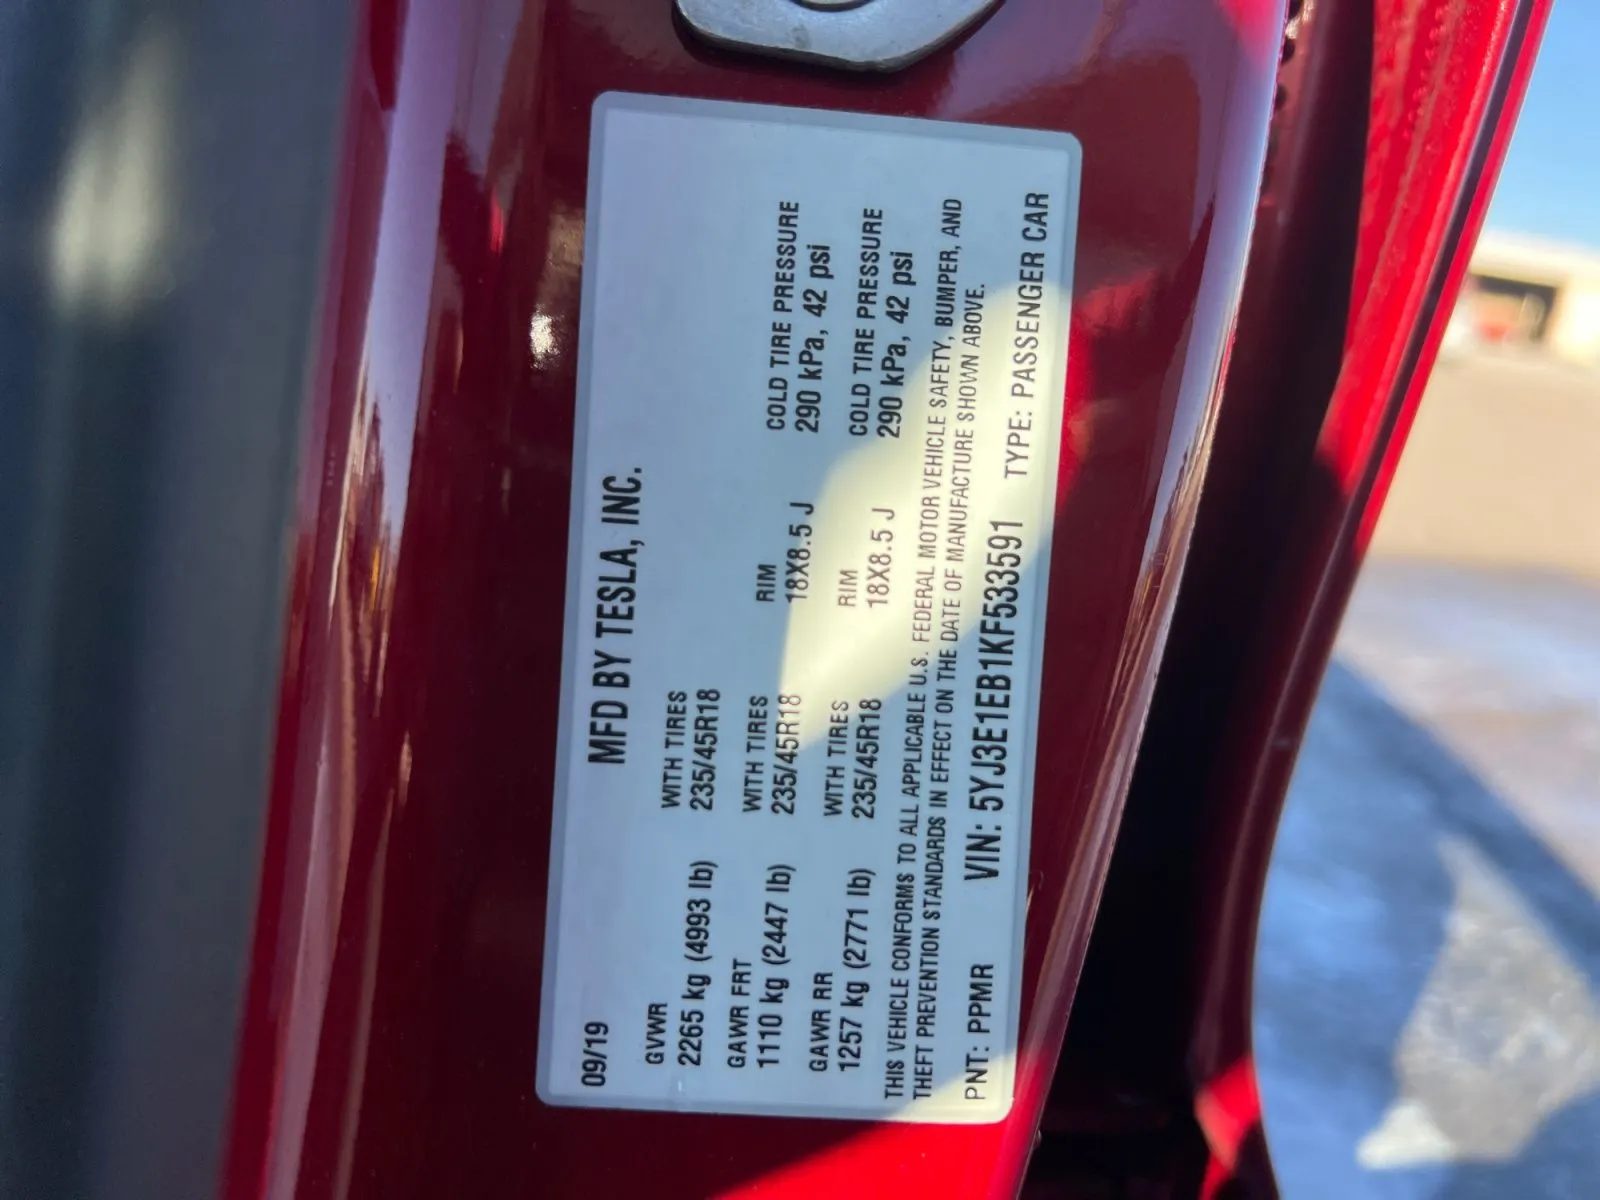 MFD BY TESLA, INC.
09/19
GVWR WITH TIRES
2265 kg (4993 lb) 235/45R18
GAWR FRT WITH TIRES RIM COLD TIRE PRESSURE
1110 kg (2447 lb) 235/45R18 18X8.5 J 290 kPa, 42 psi
GAWR RR WITH TIRES RIM COLD TIRE PRESSURE
1257 kg (2771 lb) 235/45R18 18X8.5 J 290 kPa, 42 psi
THIS VEHICLE CONFORMS TO ALL APPLICABLE U.S. FEDERAL MOTOR VEHICLE SAFETY, BUMPER, AND
THEFT PREVENTION STANDARDS IN EFFECT ON THE DATE OF MANUFACTURE SHOWN ABOVE.
PNT: PPMR VIN: 5YJ3E1EB1KF533591 TYPE: PASSENGER CAR